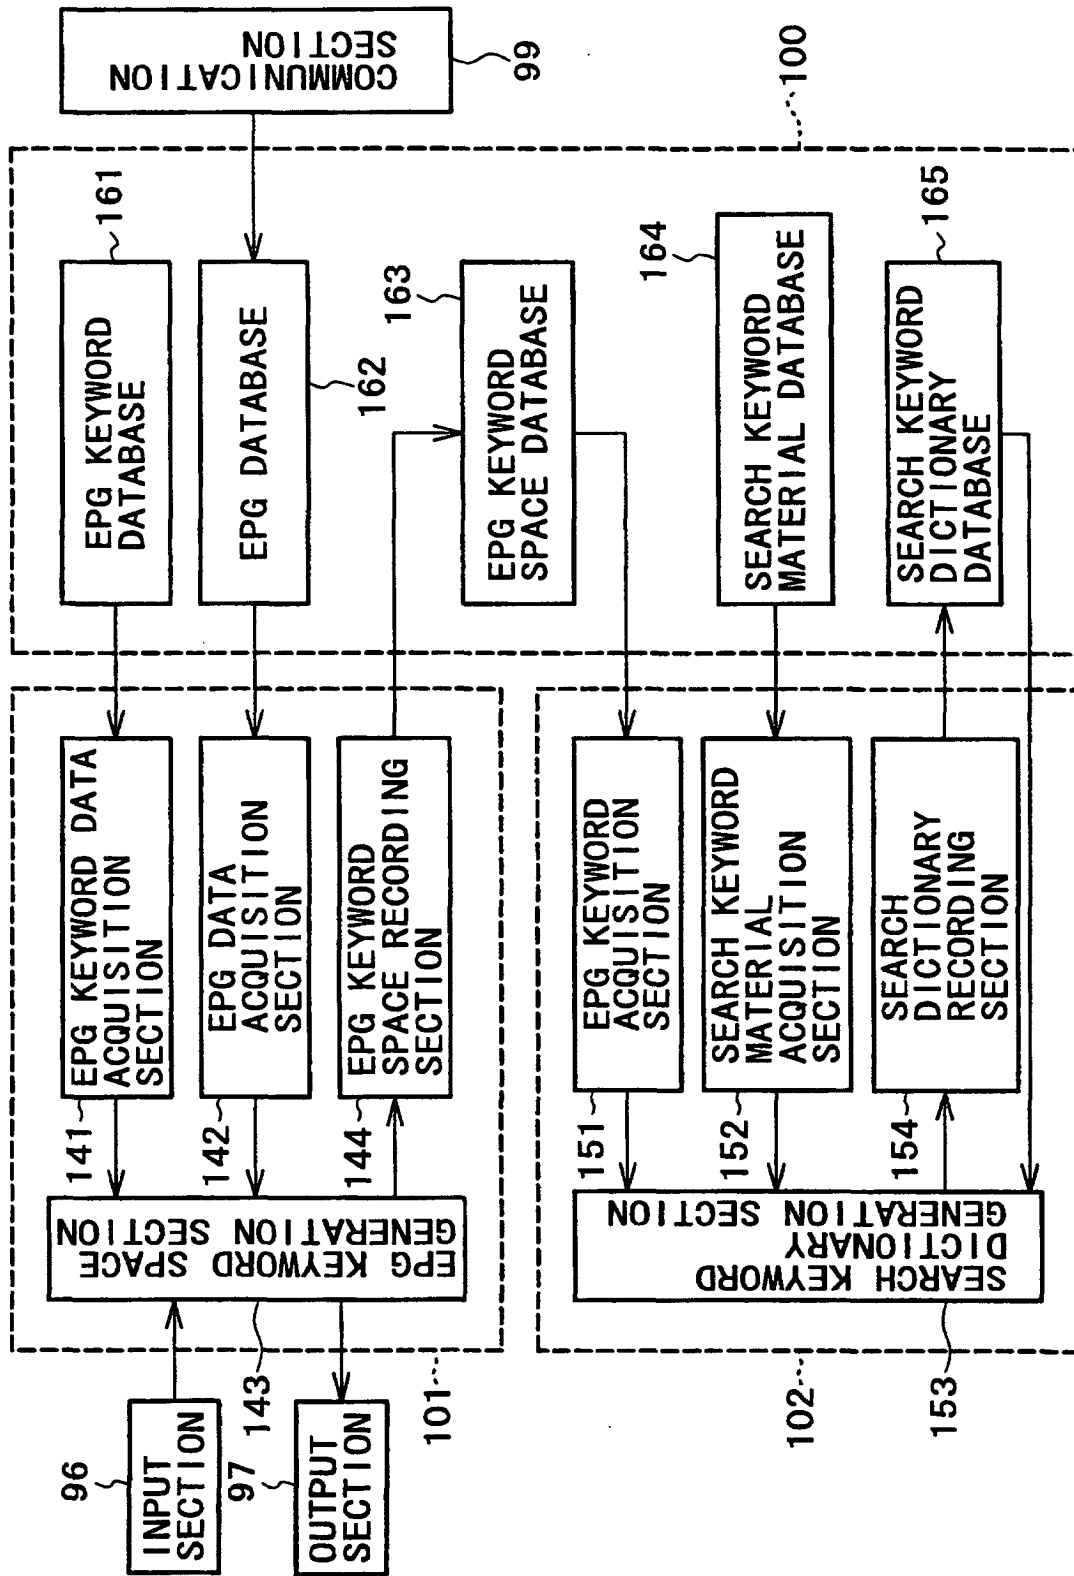 96
INPUT
SECTION
97
OUTPUT
SECTION
143
EPG KEYWORD SPACE
GENERATION SECTION
101
141
EPG KEYWORD DATA
ACQUISITION
SECTION
142
EPG DATA
ACQUISITION
SECTION
144
EPG KEYWORD
SPACE RECORDING
SECTION
161
EPG KEYWORD
DATABASE
EPG DATABASE
162
163
EPG KEYWORD
SPACE DATABASE
COMMUNICATION
SECTION
99
100
102
153
SEARCH KEYWORD
DICTIONARY
GENERATION SECTION
151
EPG KEYWORD
ACQUISITION
SECTION
152
SEARCH KEYWORD
MATERIAL
ACQUISITION
SECTION
154
SEARCH
DICTIONARY
RECORDING
SECTION
164
SEARCH KEYWORD
MATERIAL DATABASE
165
SEARCH KEYWORD
DICTIONARY
DATABASE